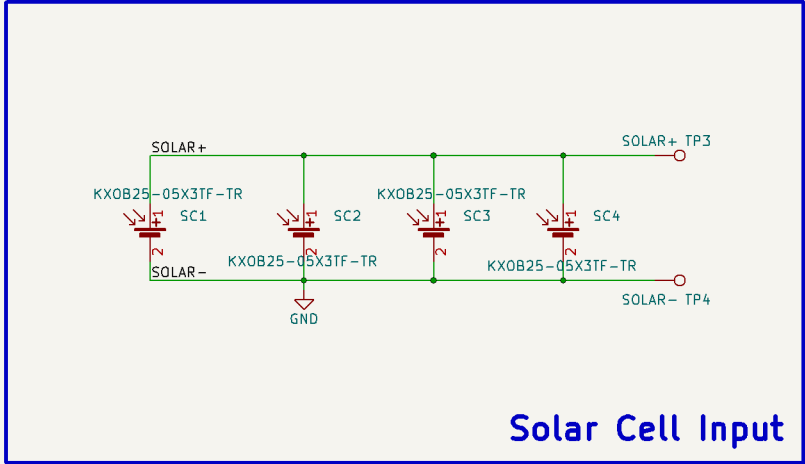 SOLAR+ TP3
SOLAR+
KXOB25-05X3TF-TR
KXOB25-05X3TF-TR
+1 SC1
+1 SC2
+1 SC3
+1 SC4
2
2
2
2
KXOB25-05X3TF-TR
KXOB25-05X3TF-TR
SOLAR-
SOLAR- TP4
GND
Solar Cell Input